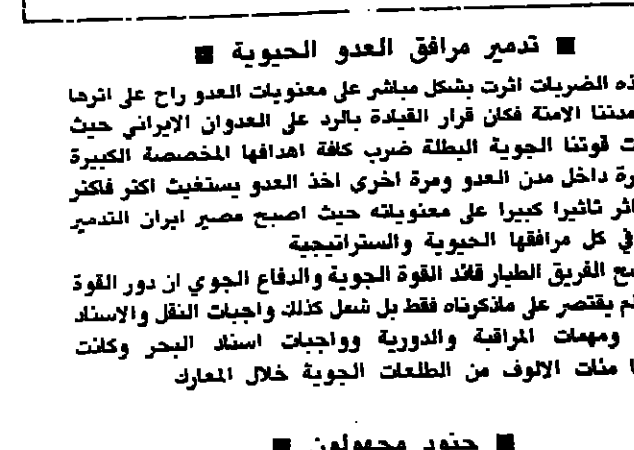 ■ تدمير مرافق العدو الحيوية ■
ذه الضربات اثرت بشكل مباشر على معنويات العدو راح على اثرها
مدننا الامنة فكان قرار القيادة بالرد على العدوان الايراني حيث
ت قوتنا الجوية البطلة ضرب كافة اهدافها المخصصة الكبيرة
رة داخل مدن العدو ومرة اخرى اخذ العدو يستغيث اكثر فاكثر
اثر تاثيرا كبيرا على معنوياته حيث اصبح مصير ايران التدمير
في كل مرافقها الحيوية والستراتيجية
الفريق الطيار قائد القوة الجوية والدفاع الجوي ان دور القوة
لم يقتصر على ماذكرناه فقط بل شمل كذلك واجبات النقل والاسناد
ومهمات المراقبة والدورية وواجبات اسناد البحر وكانت
مئات الالوف من الطلعات الجوية خلال المعارك
■ جنود مجهولون ■